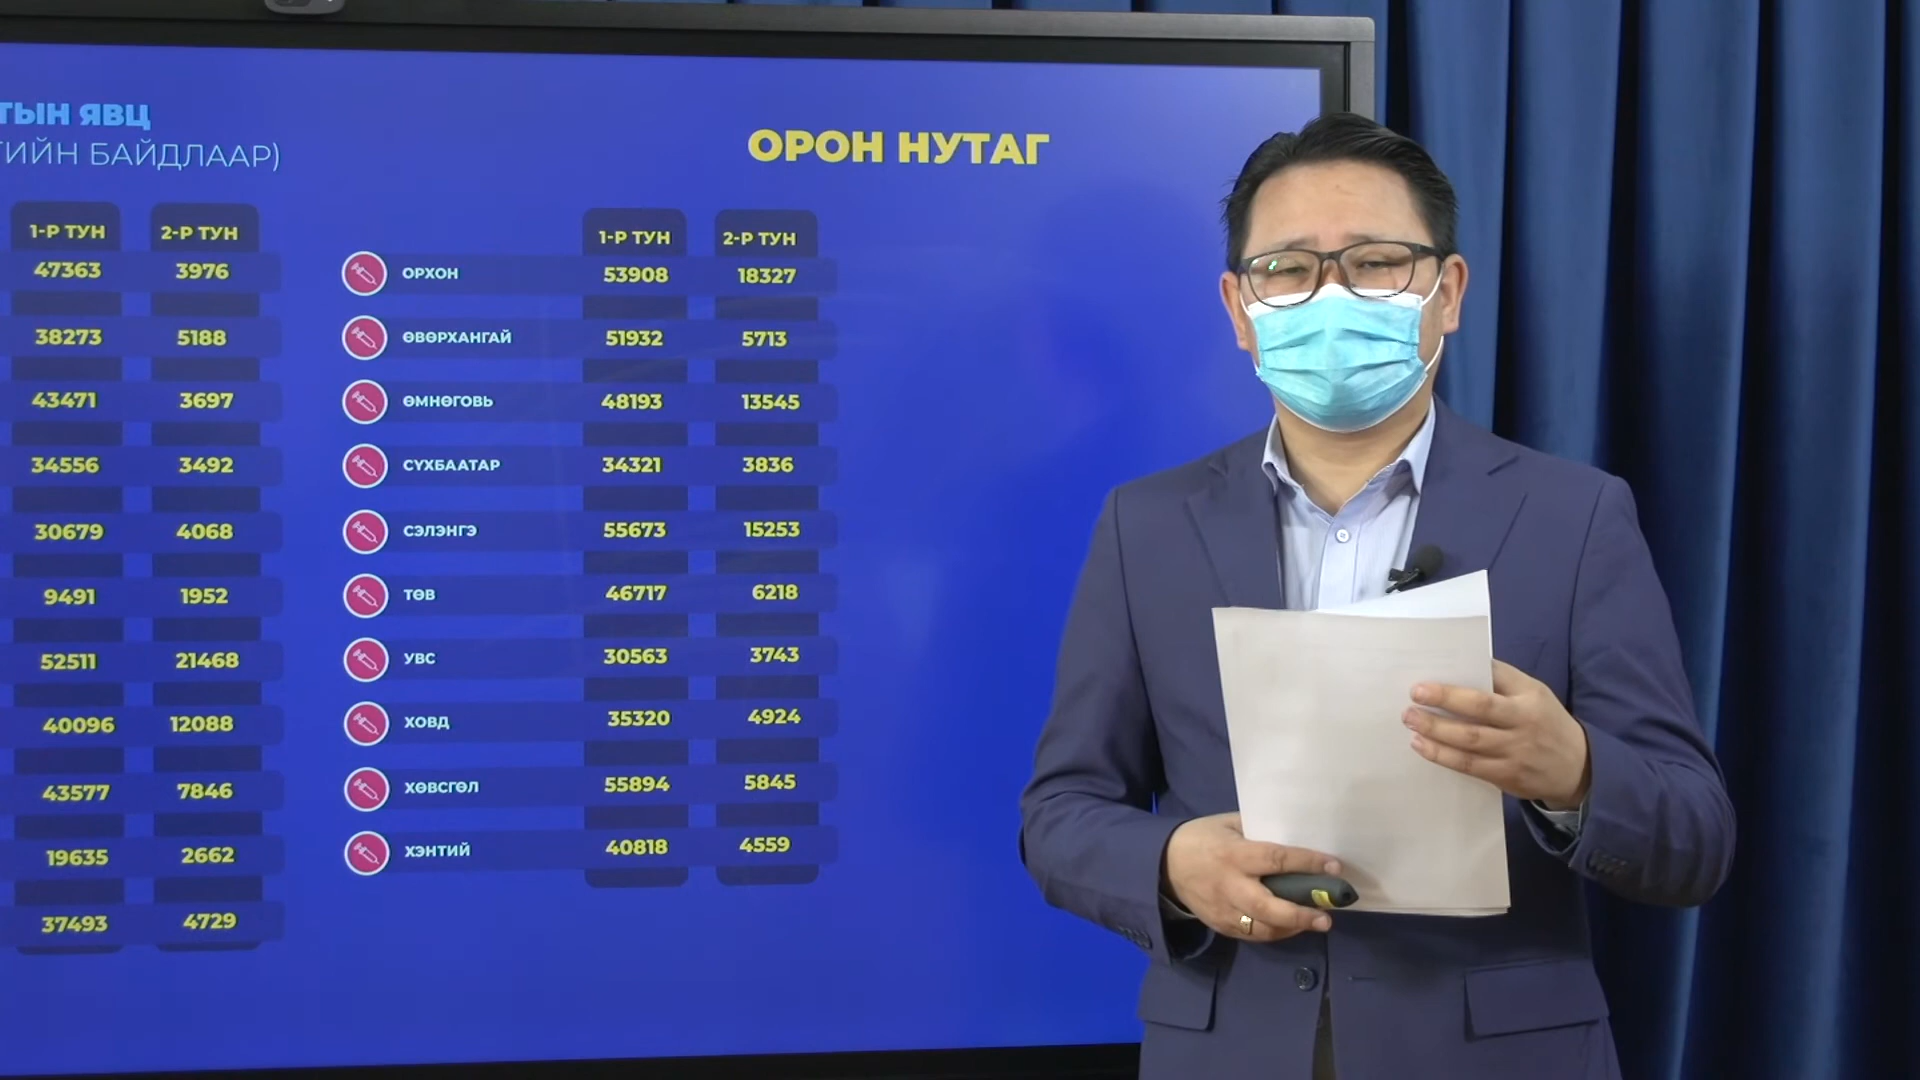 ТЫН ЯВЦ
ГИЙН БАЙДЛААР)
ОРОН НУТАГ
1-Р ТУН 2-Р ТУН
47363 3976
38273 5188
43471 3697
34556 3492
30679 4068
9491 1952
52511 21468
40096 12088
43577 7846
19635 2662
37493 4729
1-Р ТУН 2-Р ТУН
ОРХОН 53908 18327
ӨВӨРХАНГАЙ 51932 5713
ӨМНӨГОВЬ 48193 13545
СҮХБААТАР 34321 3836
СЭЛЭНГЭ 55673 15253
ТӨВ 46717 6218
УВС 30563 3743
ХОВД 35320 4924
ХӨВСГӨЛ 55894 5845
ХЭНТИЙ 40818 4559